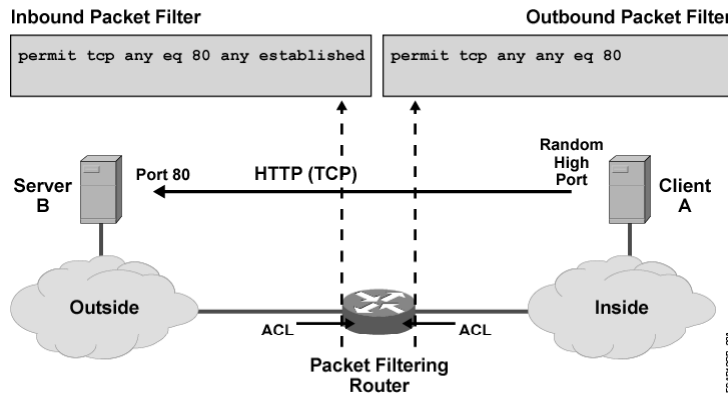 Inbound Packet Filter
Outbound Packet Filter
permit tcp any eq 80 any established
permit tcp any any eq 80
Server
B
Port 80
HTTP (TCP)
Random
High
Port
Client
A
Outside
Inside
ACL
ACL
Packet Filtering
Router